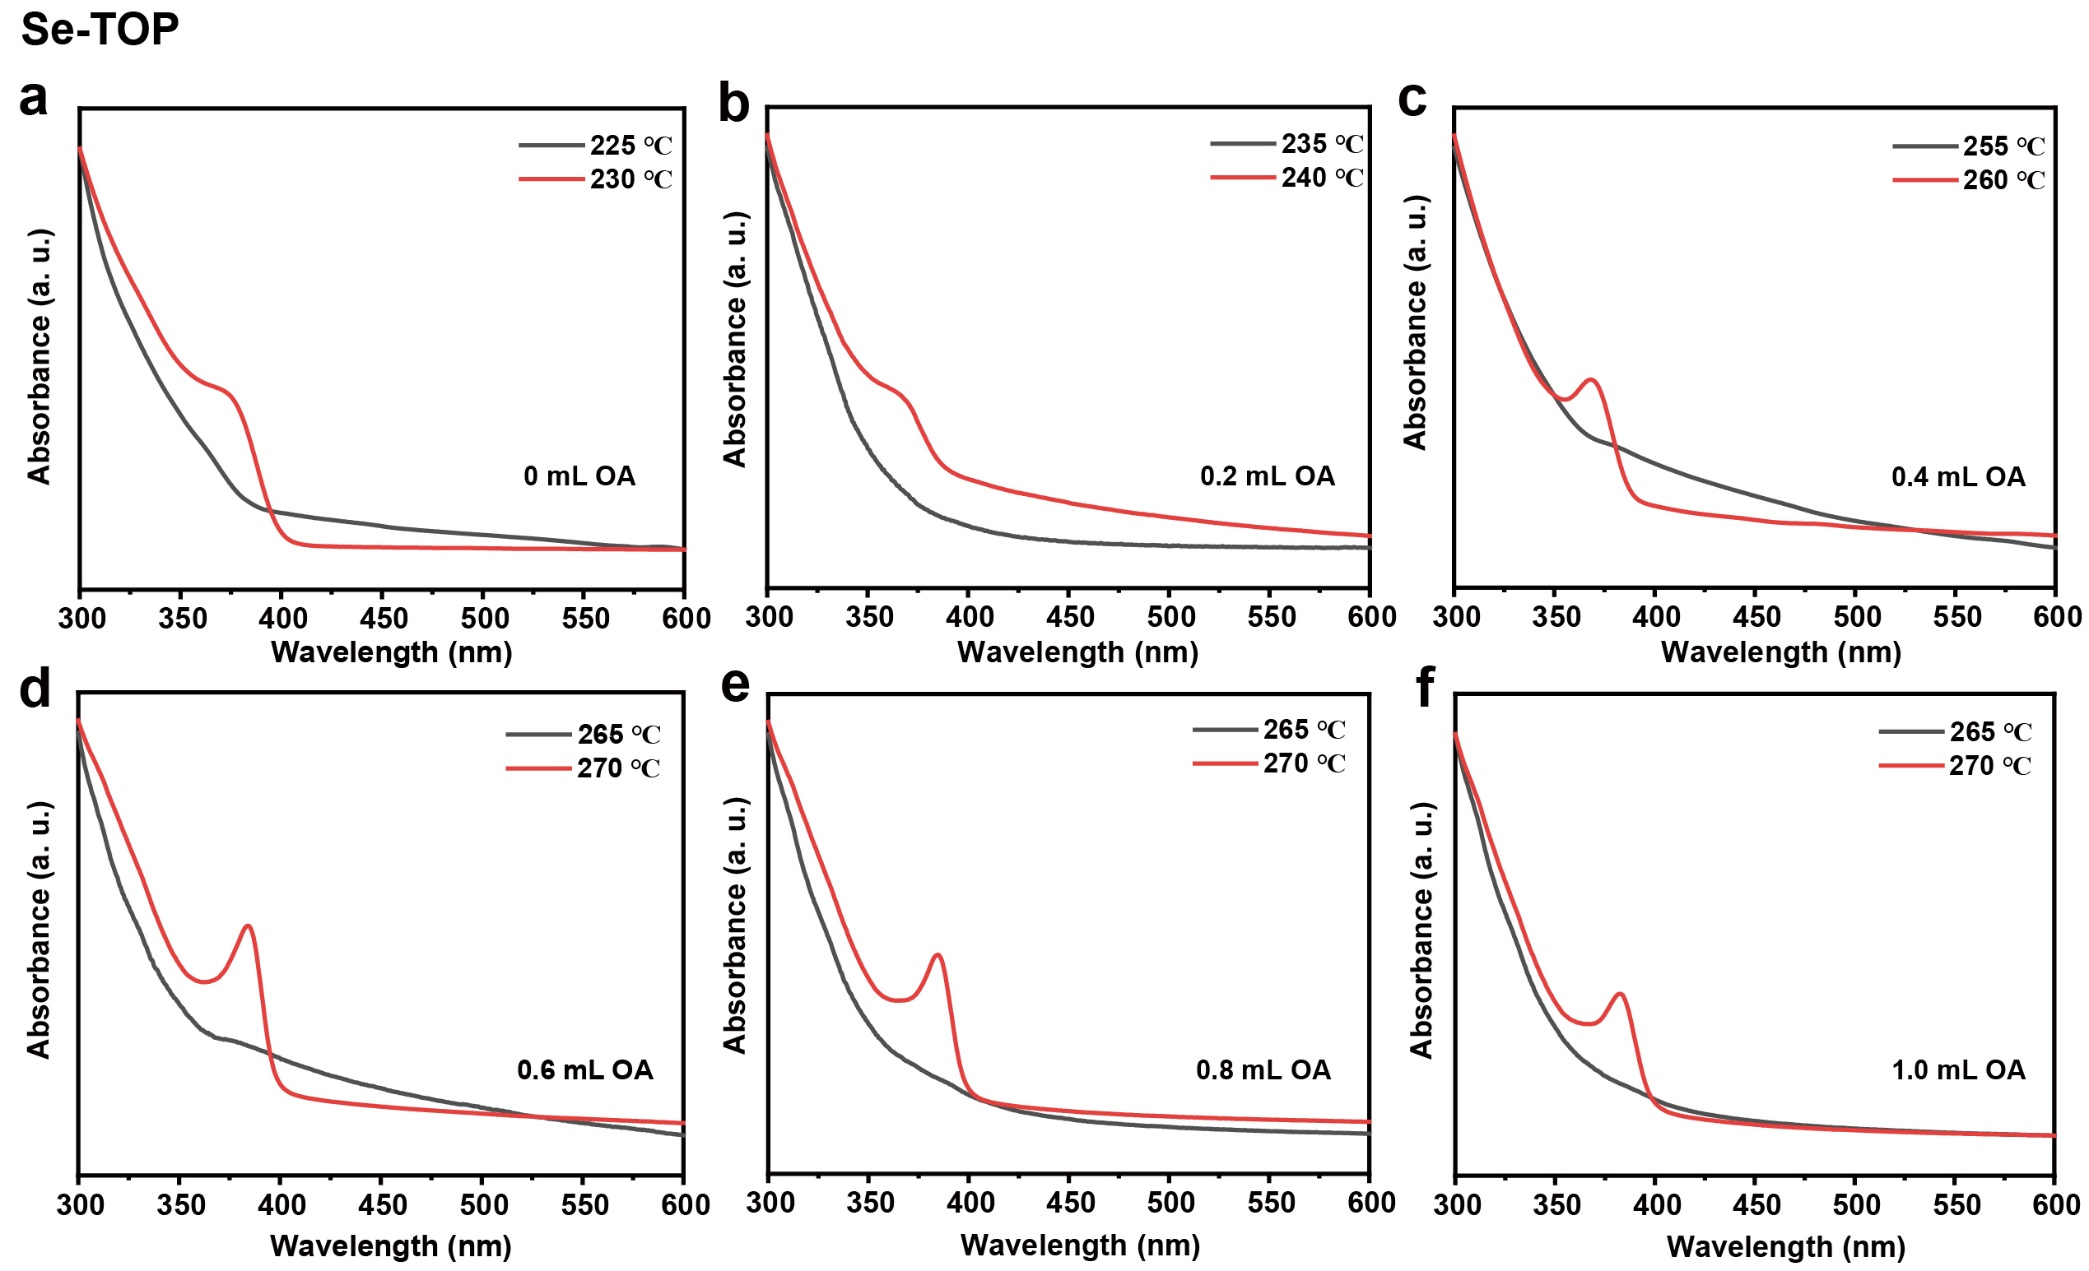 Se-TOP
a
Absorbance (a. u.)
225 ℃
230 ℃
0 mL OA
300 350 400 450 500 550 600
Wavelength (nm)
b
Absorbance (a. u.)
235 ℃
240 ℃
0.2 mL OA
300 350 400 450 500 550 600
Wavelength (nm)
c
Absorbance (a. u.)
255 ℃
260 ℃
0.4 mL OA
300 350 400 450 500 550 600
Wavelength (nm)
d
Absorbance (a. u.)
265 ℃
270 ℃
0.6 mL OA
300 350 400 450 500 550 600
Wavelength (nm)
e
Absorbance (a. u.)
265 ℃
270 ℃
0.8 mL OA
300 350 400 450 500 550 600
Wavelength (nm)
f
Absorbance (a. u.)
265 ℃
270 ℃
1.0 mL OA
300 350 400 450 500 550 600
Wavelength (nm)